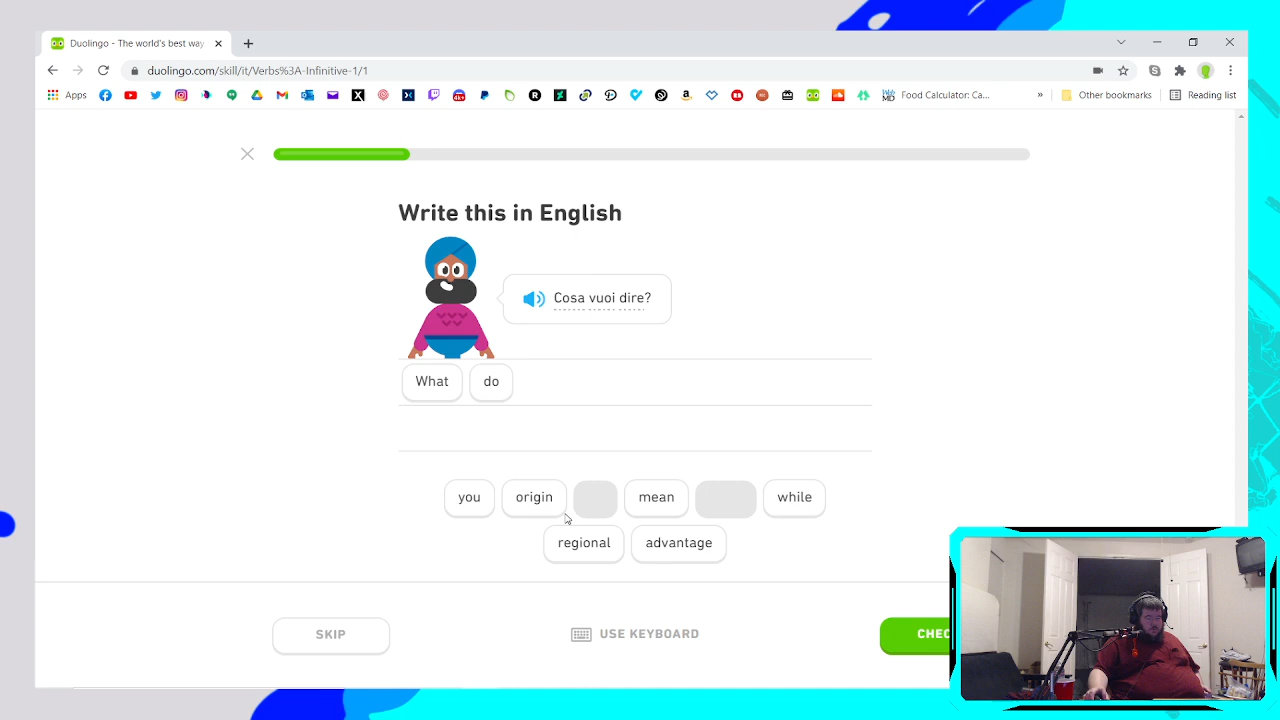 Duolingo - The world's best way
duolingo.com/skill/it/Verbs%3A-Infinitive-1/1
Apps
Food Calculator: Ca...
»
Other bookmarks
Reading list
Write this in English
Cosa vuoi dire?
What do
you origin mean while
regional advantage
SKIP
USE KEYBOARD
CHEC